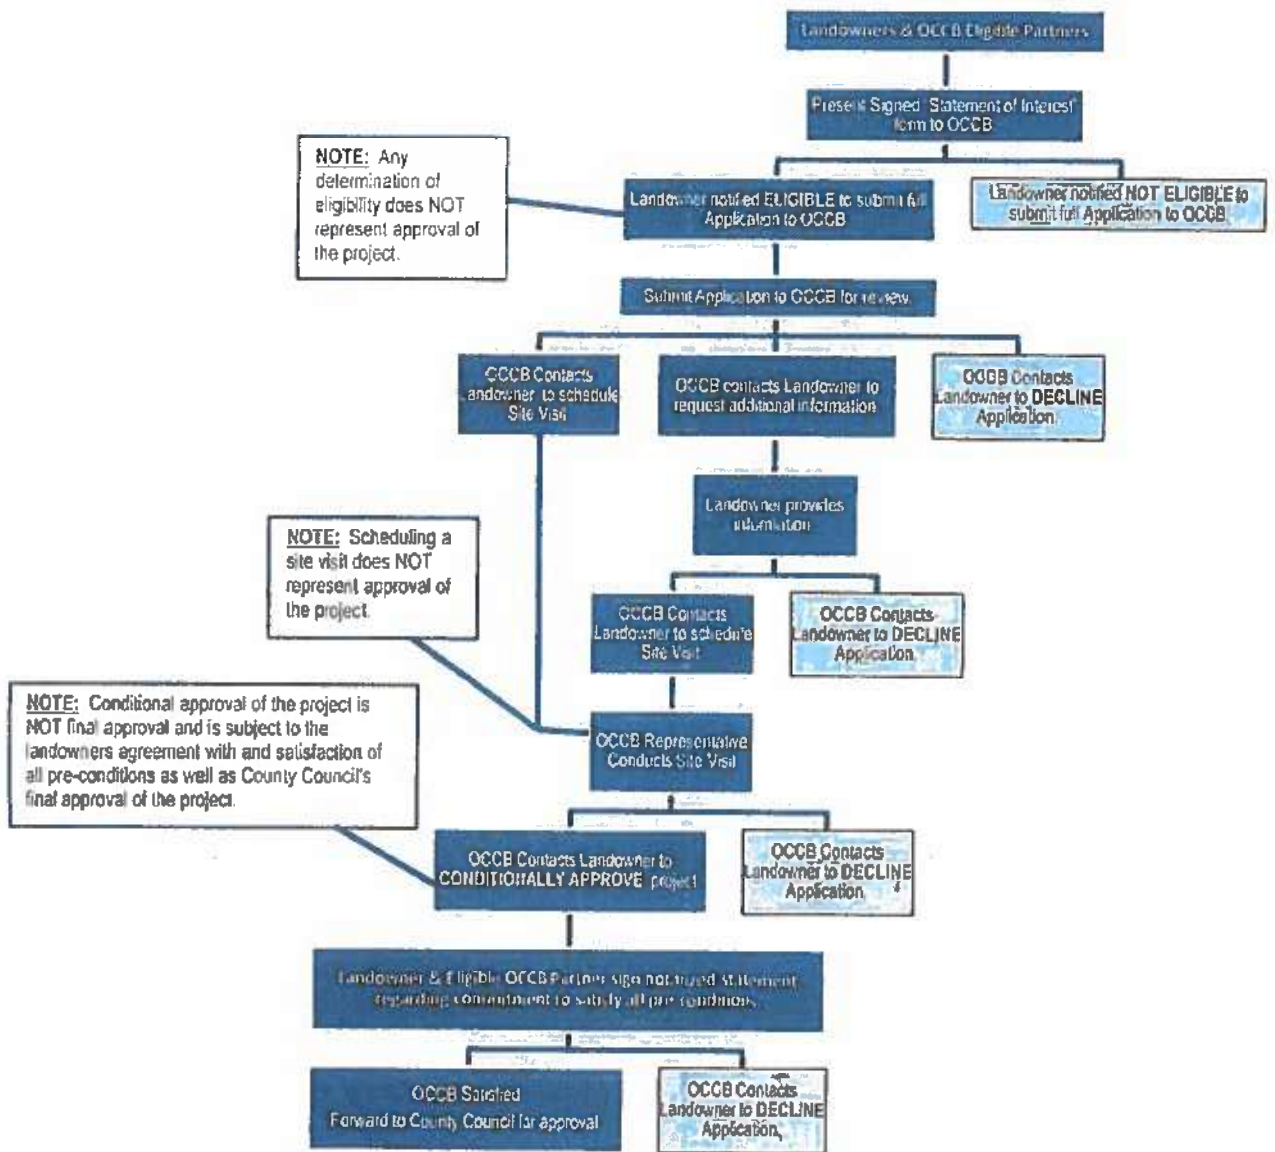 Landowners & OCCB Eligible Partners
Present Signed Statement of Interest
form to OCCB
NOTE: Any
determination of
eligibility does NOT
represent approval of
the project.
Landowner notified ELIGIBLE to submit full
Application to OCCB
Landowner notified NOT ELIGIBLE to
submit full Application to OCCB
Submit Application to OCCB for review.
OCCB Contacts
Landowner to schedule
Site Visit
OCCB contacts Landowner to
request additional information
OCCB Contacts
Landowner to DECLINE
Application.
Landowner provides
information
NOTE: Scheduling a
site visit does NOT
represent approval of
the project.
OCCB Contacts
Landowner to schedule
Site Visit
OCCB Contacts
Landowner to DECLINE
Application.
NOTE: Conditional approval of the project is
NOT final approval and is subject to the
landowners agreement with and satisfaction of
all pre-conditions as well as County Council's
final approval of the project.
OCCB Representative
Conducts Site Visit
OCCB Contacts Landowner to
CONDITIONALLY APPROVE project
OCCB Contacts
Landowner to DECLINE
Application.
Landowner & Eligible OCCB Partner sign notarized statement
regarding commitment to satisfy all pre-conditions.
OCCB Satisfied
Forward to County Council for approval
OCCB Contacts
Landowner to DECLINE
Application.